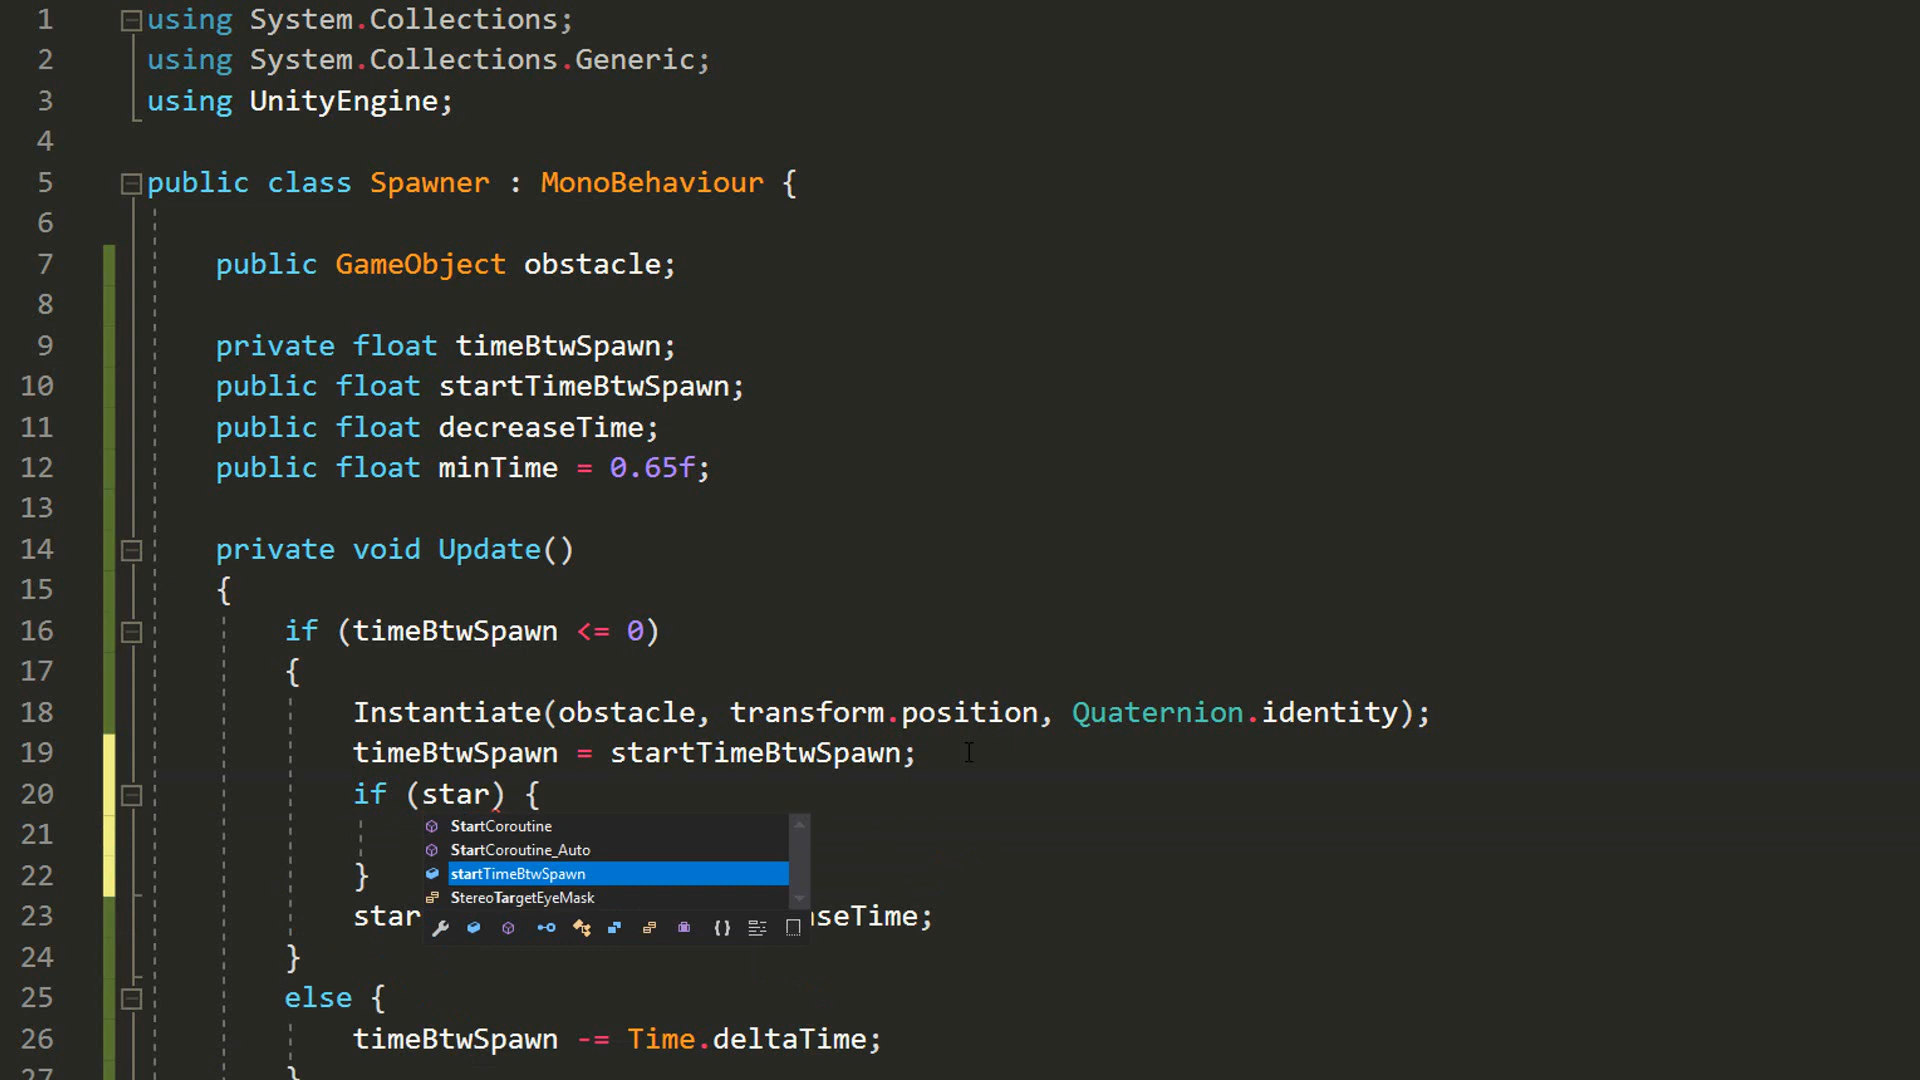 1 using System.Collections;
2 using System.Collections.Generic;
3 using UnityEngine;
4
5 public class Spawner : MonoBehaviour {
6
7 public GameObject obstacle;
8
9 private float timeBtwSpawn;
10 public float startTimeBtwSpawn;
11 public float decreaseTime;
12 public float minTime = 0.65f;
13
14 private void Update()
15 {
16 if (timeBtwSpawn <= 0)
17 {
18 Instantiate(obstacle, transform.position, Quaternion.identity);
19 timeBtwSpawn = startTimeBtwSpawn;
20 if (star) {
StartCoroutine
21
StartCoroutine_Auto
22 }
startTimeBtwSpawn
StereoTargetEyeMask
23 star seTime;
24 }
25 else {
26 timeBtwSpawn -= Time.deltaTime;
27 }